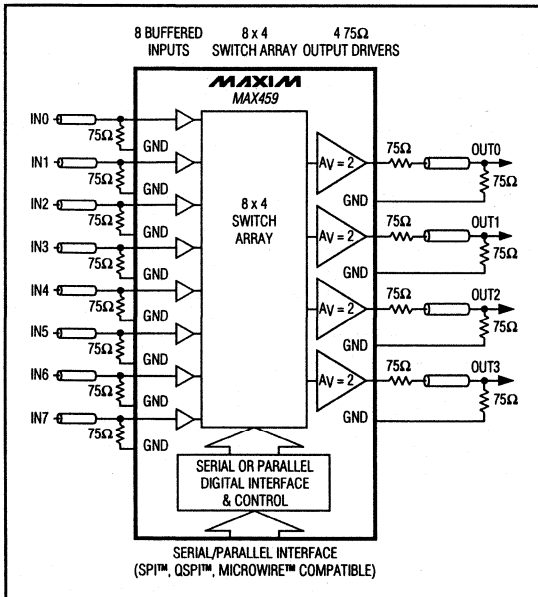 8 BUFFERED INPUTS
8 x 4 SWITCH ARRAY
4 75Ω OUTPUT DRIVERS
MAXIM
MAX459
IN0
75Ω
GND
IN1
75Ω
GND
IN2
75Ω
GND
IN3
75Ω
GND
IN4
75Ω
GND
IN5
75Ω
GND
IN6
75Ω
GND
IN7
75Ω
GND
8 x 4
SWITCH
ARRAY
AV = 2
75Ω
OUT0
75Ω
GND
AV = 2
75Ω
OUT1
75Ω
GND
AV = 2
75Ω
OUT2
75Ω
GND
AV = 2
75Ω
OUT3
75Ω
GND
SERIAL OR PARALLEL
DIGITAL INTERFACE
& CONTROL
SERIAL/PARALLEL INTERFACE
(SPI™, QSPI™, MICROWIRE™ COMPATIBLE)